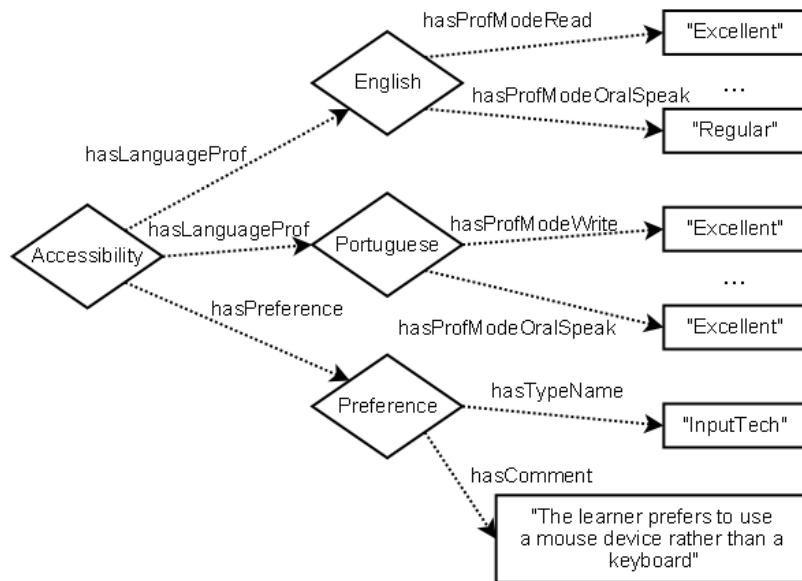 hasProfModeRead
"Excellent"
English
...
hasProfModeOralSpeak
"Regular"
hasLanguageProf
hasLanguageProf
hasProfModeWrite
"Excellent"
Accessibility
Portuguese
...
hasPreference
hasProfModeOralSpeak
"Excellent"
hasTypeName
Preference
"InputTech"
hasComment
"The learner prefers to use
a mouse device rather than a
keyboard"